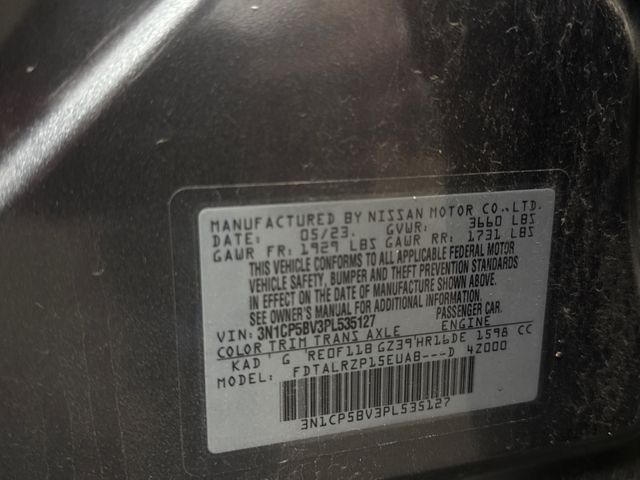 MANUFACTURED BY NISSAN MOTOR CO.,LTD.
DATE: 05/23. GVWR: 3660 LBS
GAWR FR: 1929 LBS GAWR RR: 1731 LBS
THIS VEHICLE CONFORMS TO ALL APPLICABLE FEDERAL MOTOR
VEHICLE SAFETY, BUMPER AND THEFT PREVENTION STANDARDS
IN EFFECT ON THE DATE OF MANUFACTURE SHOWN ABOVE.
SEE OWNER'S MANUAL FOR ADDITIONAL INFORMATION.
VIN: 3N1CP5BV3PL535127 PASSENGER CAR.
COLOR TRIM TRANS AXLE ENGINE
KAD G RE0F11B GZ39 HR16DE 1598 CC
MODEL: FDTALRZP15EUAB---D 4Z000
3N1CP5BV3PL535127